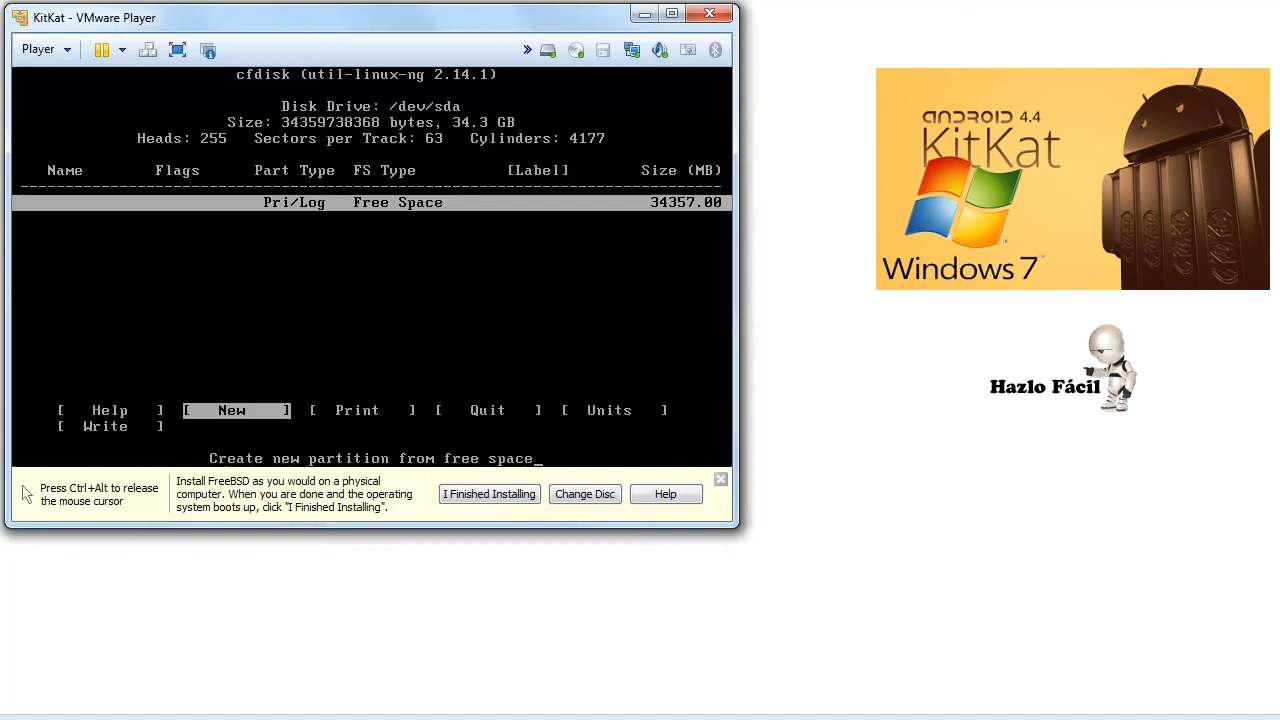 KitKat - VMware Player
Player
cfdisk (util-linux-ng 2.14.1)
Disk Drive: /dev/sda
Size: 34359738368 bytes, 34.3 GB
Heads: 255   Sectors per Track: 63   Cylinders: 4177
Name   Flags   Part Type   FS Type   [Label]   Size (MB)
Pri/Log   Free Space   34357.00
[ Help ] [ New ] [ Print ] [ Quit ] [ Units ]
[ Write ]
Create new partition from free space_
Press Ctrl+Alt to release
the mouse cursor
Install FreeBSD as you would on a physical
computer. When you are done and the operating
system boots up, click "I Finished Installing".
I Finished Installing
Change Disc
Help
ANDROID 4.4
KitKat
Windows 7
Hazlo Fácil